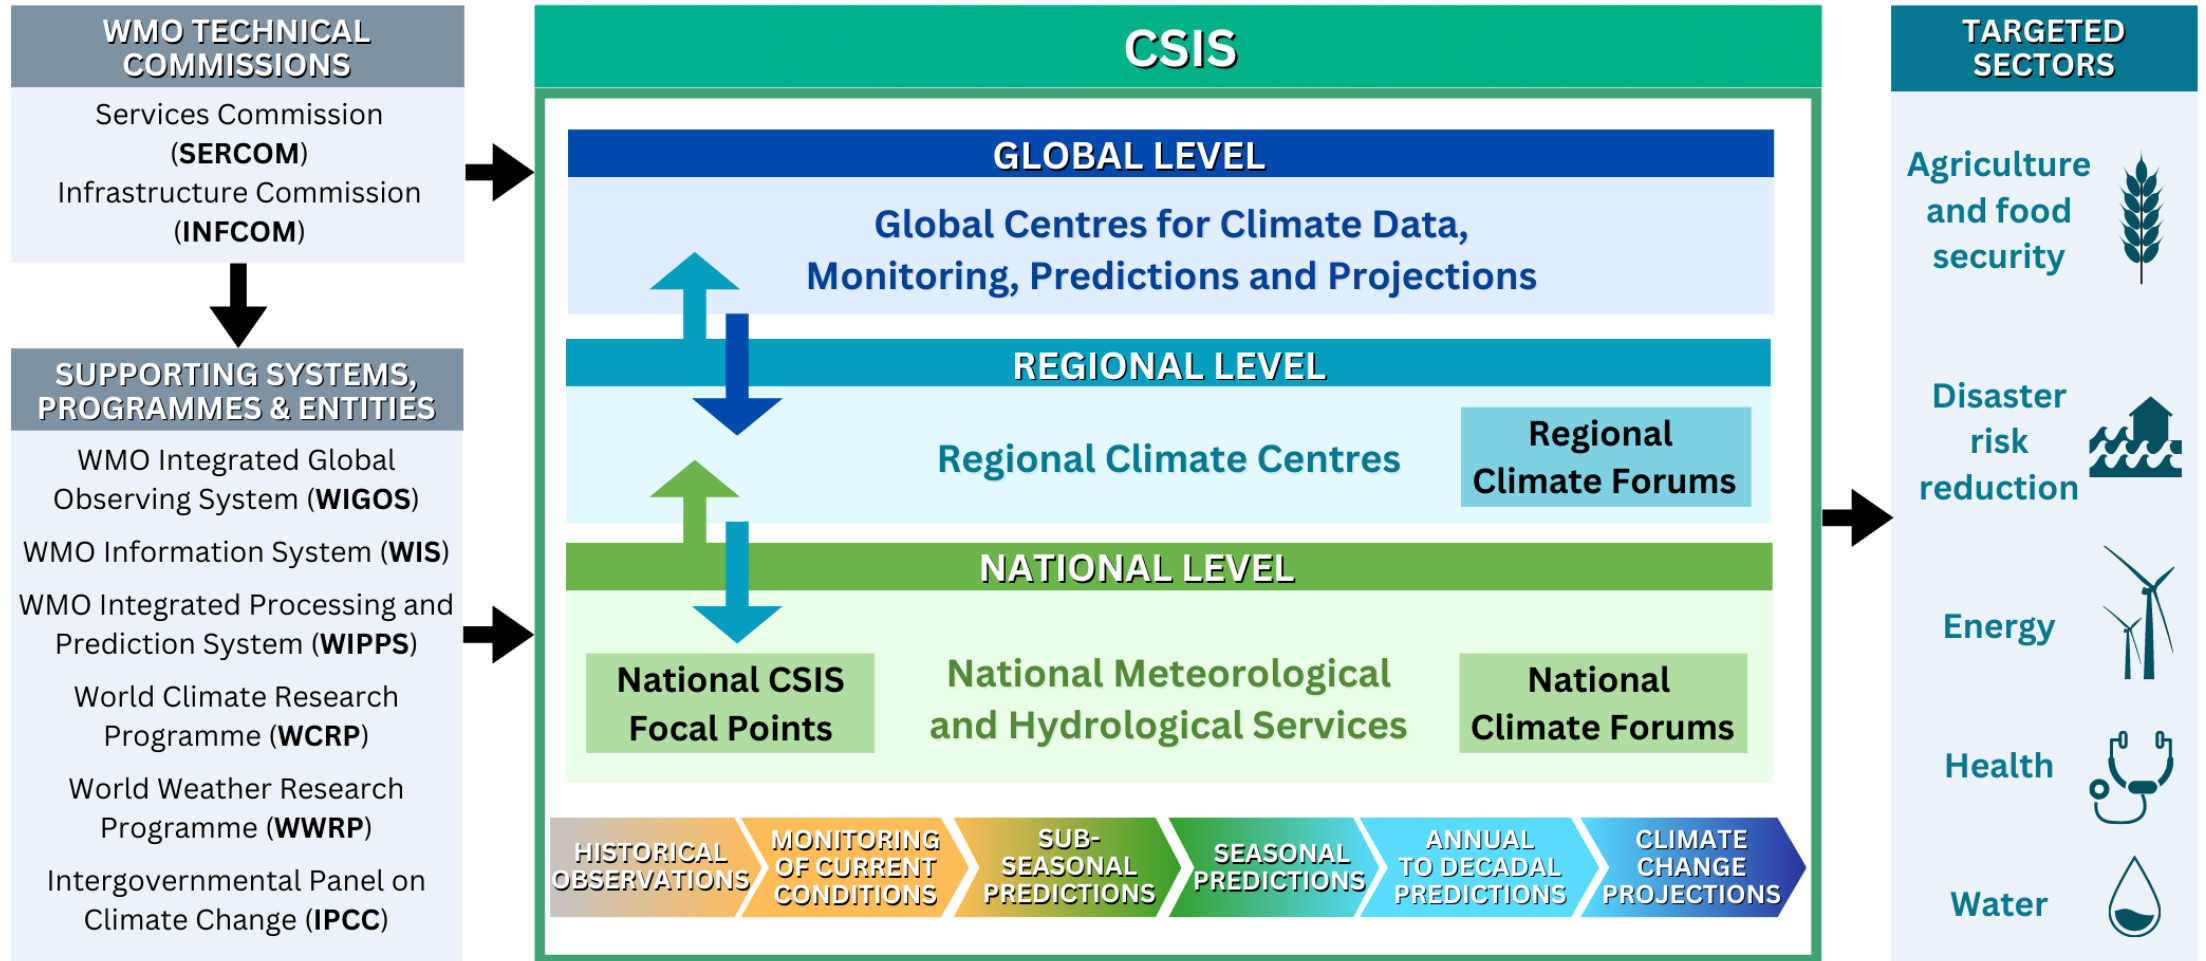 WMO TECHNICAL
COMMISSIONS
Services Commission
(SERCOM)
Infrastructure Commission
(INFCOM)
SUPPORTING SYSTEMS,
PROGRAMMES & ENTITIES
WMO Integrated Global
Observing System (WIGOS)
WMO Information System (WIS)
WMO Integrated Processing and
Prediction System (WIPPS)
World Climate Research
Programme (WCRP)
World Weather Research
Programme (WWRP)
Intergovernmental Panel on
Climate Change (IPCC)
CSIS
GLOBAL LEVEL
Global Centres for Climate Data,
Monitoring, Predictions and Projections
REGIONAL LEVEL
Regional Climate Centres
Regional
Climate Forums
NATIONAL LEVEL
National CSIS
Focal Points
National Meteorological
and Hydrological Services
National
Climate Forums
HISTORICAL
OBSERVATIONS
MONITORING
OF CURRENT
CONDITIONS
SUB-
SEASONAL
PREDICTIONS
SEASONAL
PREDICTIONS
ANNUAL
TO DECADAL
PREDICTIONS
CLIMATE
CHANGE
PROJECTIONS
TARGETED
SECTORS
Agriculture
and food
security
Disaster
risk
reduction
Energy
Health
Water